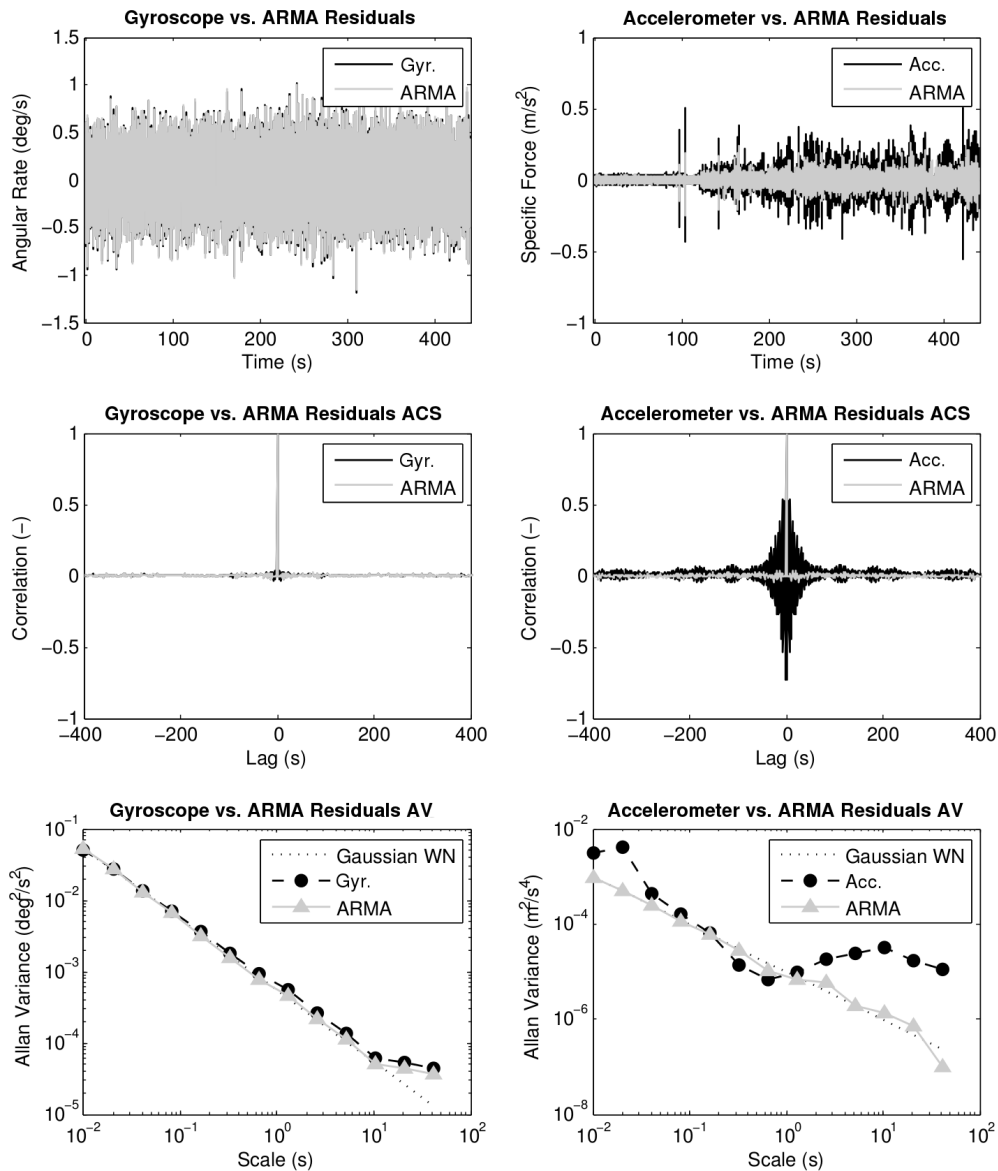 Gyroscope vs. ARMA Residuals
1.5
1
0.5
0
−0.5
−1
−1.5
Angular Rate (deg/s)
Gyr.
ARMA
0 100 200 300 400
Time (s)
Accelerometer vs. ARMA Residuals
1
0.5
0
−0.5
−1
Specific Force (m/s²)
Acc.
ARMA
0 100 200 300 400
Time (s)
Gyroscope vs. ARMA Residuals ACS
1
0.5
0
−0.5
−1
Correlation (−)
Gyr.
ARMA
−400 −200 0 200 400
Lag (s)
Accelerometer vs. ARMA Residuals ACS
1
0.5
0
−0.5
−1
Correlation (−)
Acc.
ARMA
−400 −200 0 200 400
Lag (s)
Gyroscope vs. ARMA Residuals AV
10⁻¹
10⁻²
10⁻³
10⁻⁴
10⁻⁵
Allan Variance (deg²/s²)
Gaussian WN
Gyr.
ARMA
10⁻² 10⁻¹ 10⁰ 10¹ 10²
Scale (s)
Accelerometer vs. ARMA Residuals AV
10⁻²
10⁻⁴
10⁻⁶
10⁻⁸
Allan Variance (m²/s⁴)
Gaussian WN
Acc.
ARMA
10⁻² 10⁻¹ 10⁰ 10¹ 10²
Scale (s)